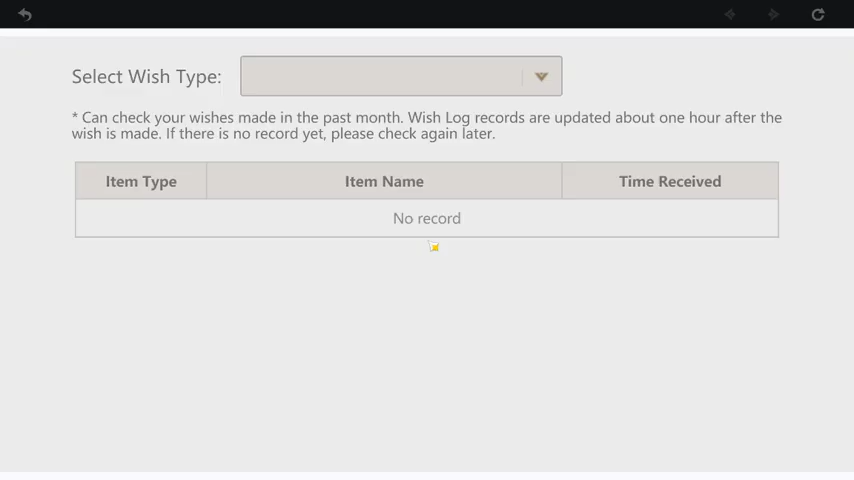 Select Wish Type:
* Can check your wishes made in the past month. Wish Log records are updated about one hour after the
wish is made. If there is no record yet, please check again later.
Item Type Item Name Time Received
No record